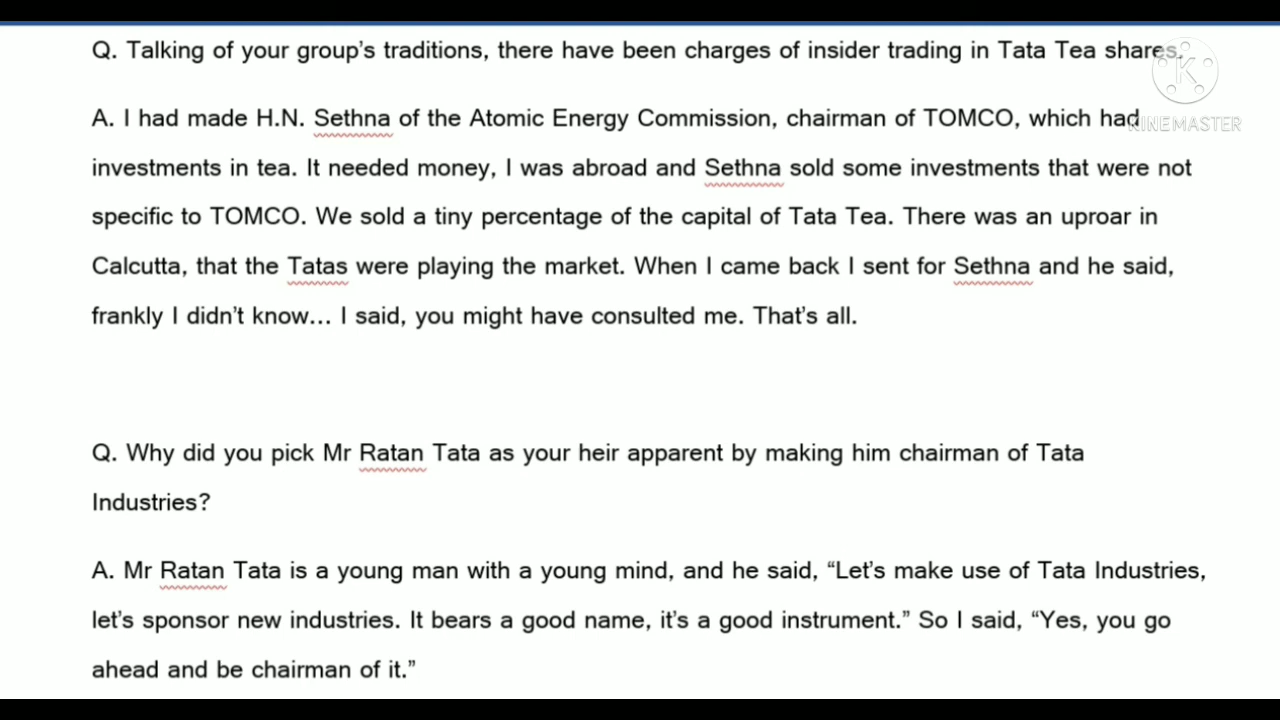 Q. Talking of your group’s traditions, there have been charges of insider trading in Tata Tea shares.
A. I had made H.N. Sethna of the Atomic Energy Commission, chairman of TOMCO, which had
investments in tea. It needed money, I was abroad and Sethna sold some investments that were not
specific to TOMCO. We sold a tiny percentage of the capital of Tata Tea. There was an uproar in
Calcutta, that the Tatas were playing the market. When I came back I sent for Sethna and he said,
frankly I didn’t know... I said, you might have consulted me. That’s all.
Q. Why did you pick Mr Ratan Tata as your heir apparent by making him chairman of Tata
Industries?
A. Mr Ratan Tata is a young man with a young mind, and he said, “Let’s make use of Tata Industries,
let’s sponsor new industries. It bears a good name, it’s a good instrument.” So I said, “Yes, you go
ahead and be chairman of it.”
K
KINEMASTER